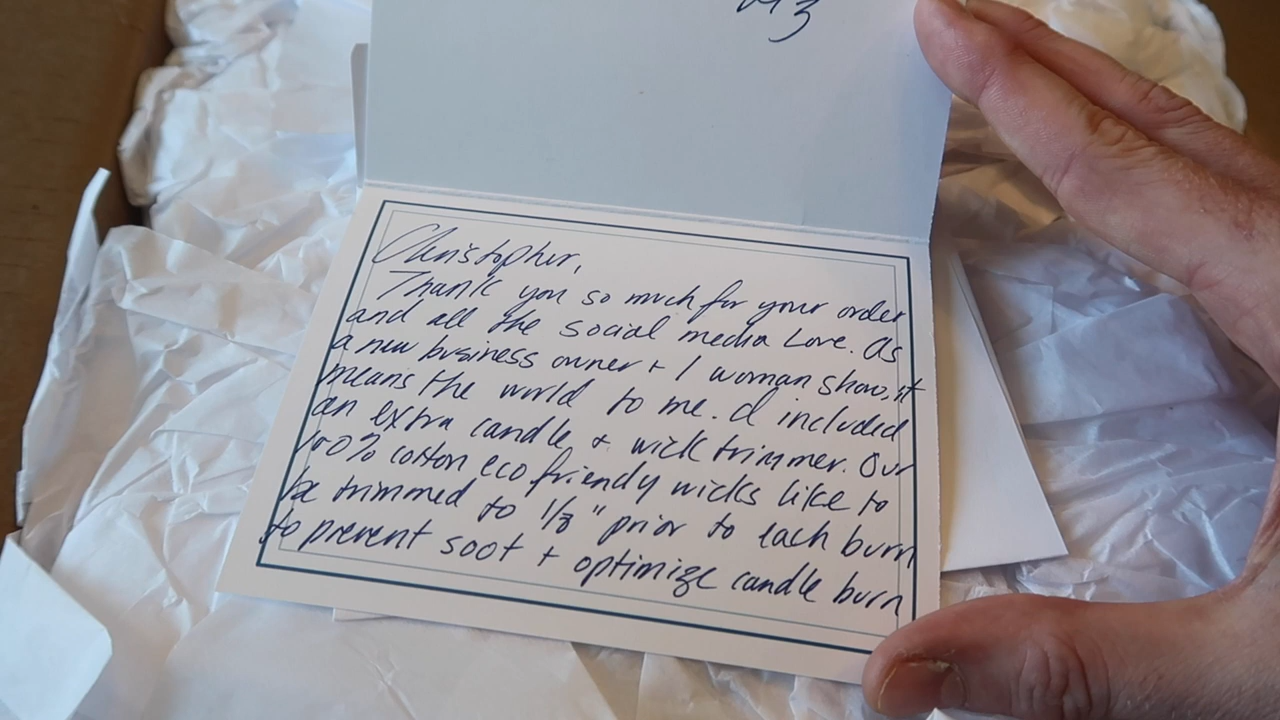 Christopher,
Thank you so much for your order
and all the social media Love. As
a new business owner + 1 woman show, it
means the world to me. I included
an extra candle + wick trimmer. Our
100% cotton eco friendly wicks like to
be trimmed to 1/8" prior to each burn
to prevent soot + optimize candle burn